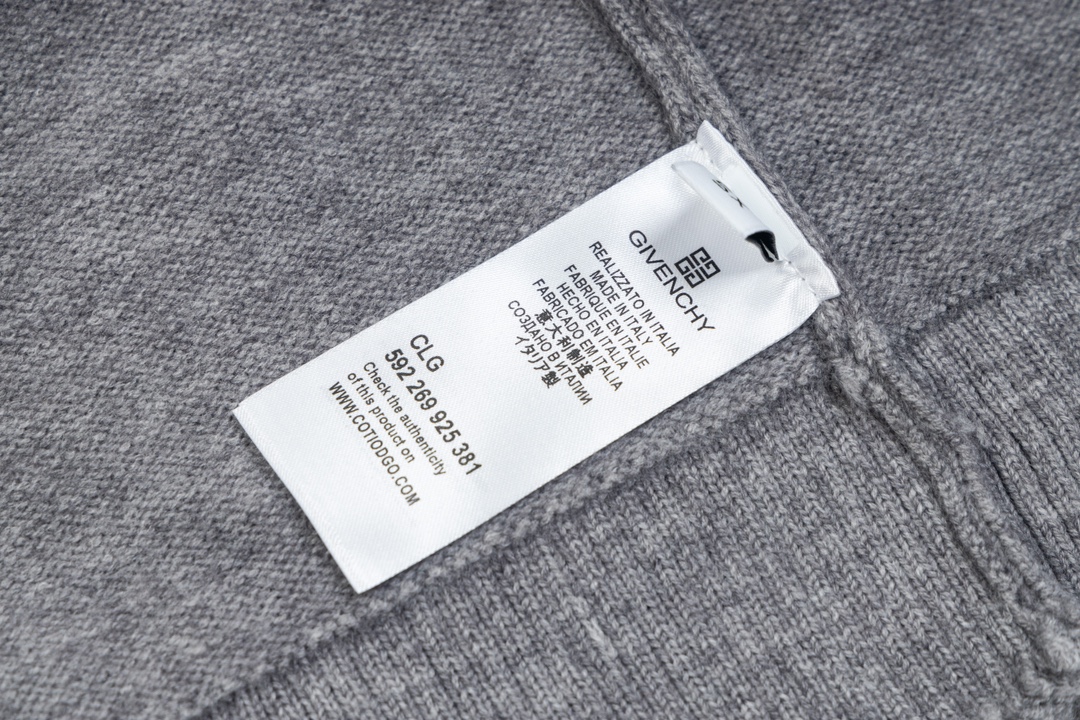 GIVENCHY
REALIZZATO IN ITALIA
MADE IN ITALY
FABRIQUE EN ITALIE
HECHO EN ITALIA
FABRICADO EM ITALIA
意大利制造
СОЗДАНО В ИТАЛИИ
イタリア製
CLG
592 269 925 381
Check the authenticity
of this product on
WWW.COTIODGO.COM